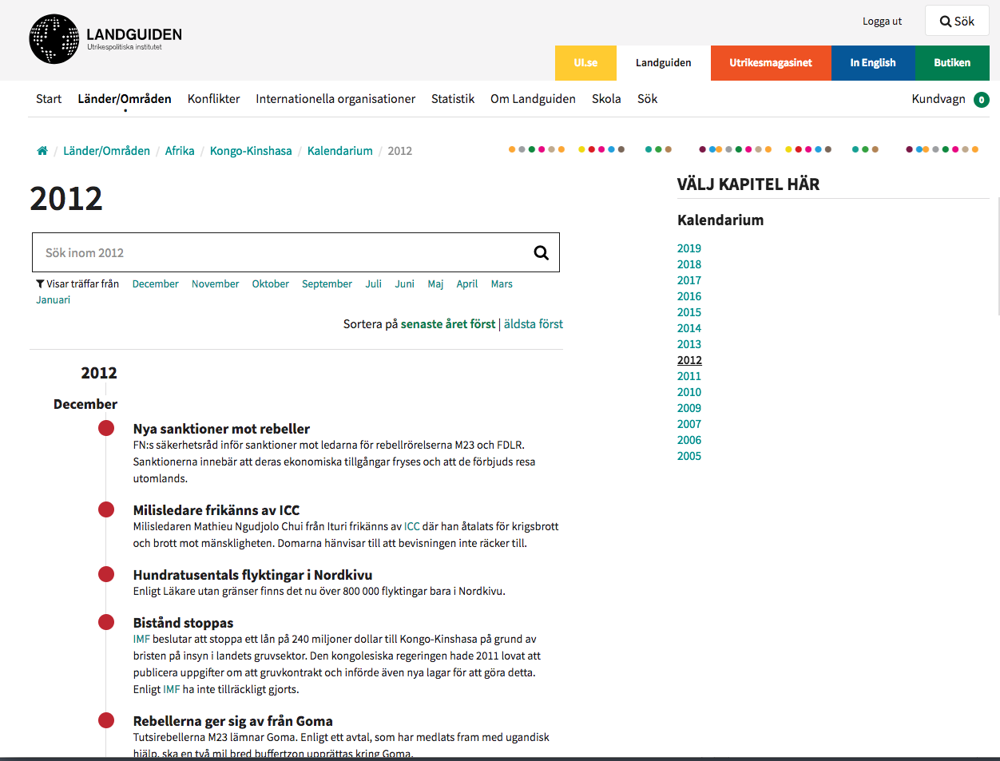 LANDGUIDEN
Utrikespolitiska institutet
Logga ut
Sök
UI.se
Landguiden
Utrikesmagasinet
In English
Butiken
Start
Länder/Områden
Konflikter
Internationella organisationer
Statistik
Om Landguiden
Skola
Sök
Kundvagn 0
/ Länder/Områden / Afrika / Kongo-Kinshasa / Kalendarium / 2012
2012
Sök inom 2012
Visar träffar från December November Oktober September Juli Juni Maj April Mars
Januari
Sortera på senaste året först | äldsta först
2012
December
Nya sanktioner mot rebeller
FN:s säkerhetsråd inför sanktioner mot ledarna för rebellrörelserna M23 och FDLR.
Sanktionerna innebär att deras ekonomiska tillgångar fryses och att de förbjuds resa
utomlands.
Milisledare frikänns av ICC
Milisledaren Mathieu Ngudjolo Chui från Ituri frikänns av ICC där han åtalats för krigsbrott
och brott mot mänskligheten. Domarna hänvisar till att bevisningen inte räcker till.
Hundratusentals flyktingar i Nordkivu
Enligt Läkare utan gränser finns det nu över 800 000 flyktingar bara i Nordkivu.
Bistånd stoppas
IMF beslutar att stoppa ett lån på 240 miljoner dollar till Kongo-Kinshasa på grund av
bristen på insyn i landets gruvsektor. Den kongolesiska regeringen hade 2011 lovat att
publicera uppgifter om att gruvkontrakt och införde även nya lagar för att göra detta.
Enligt IMF ha inte tillräckligt gjorts.
Rebellerna ger sig av från Goma
Tutsirebellerna M23 lämnar Goma. Enligt ett avtal, som har medlats fram med ugandisk
hjälp, ska en två mil bred buffertzon upprättas kring Goma.
VÄLJ KAPITEL HÄR
Kalendarium
2019
2018
2017
2016
2015
2014
2013
2012
2011
2010
2009
2007
2006
2005